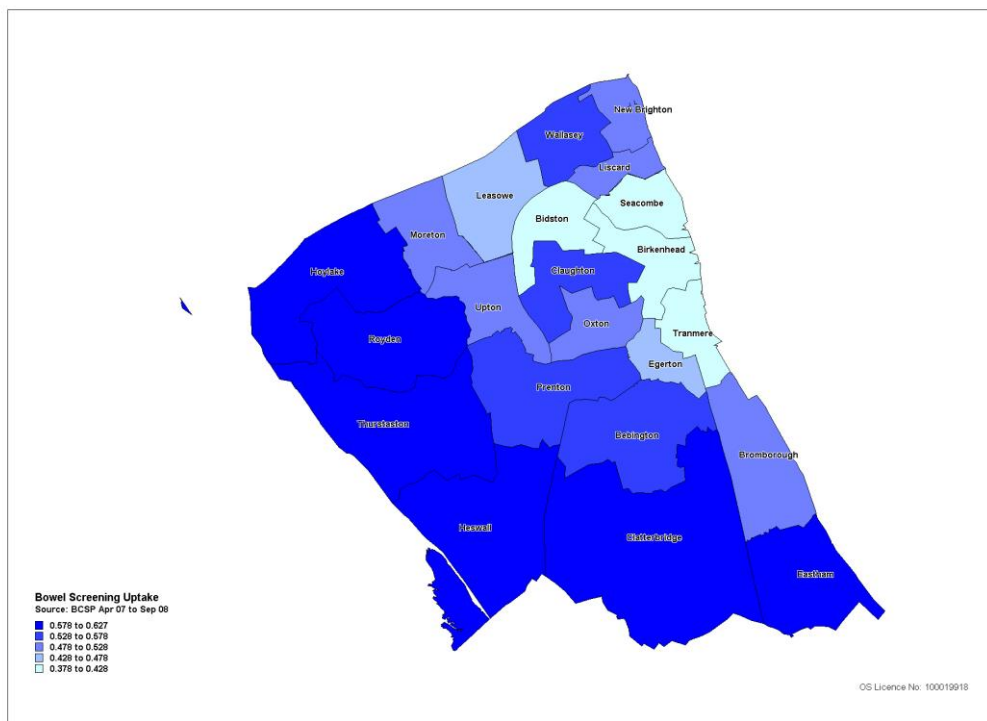 New Brighton
Wallasey
Liscard
Leasowe
Seacombe
Bidston
Moreton
Birkenhead
Hoylake
Claughton
Upton
Oxton
Tranmere
Royden
Egerton
Prenton
Thurstaston
Bebington
Bromborough
Heswall
Clatterbridge
Eastham
Bowel Screening Uptake
Source: BCSP Apr 07 to Sep 08
0.578 to 0.627
0.528 to 0.578
0.478 to 0.528
0.428 to 0.478
0.378 to 0.428
OS Licence No: 100019918